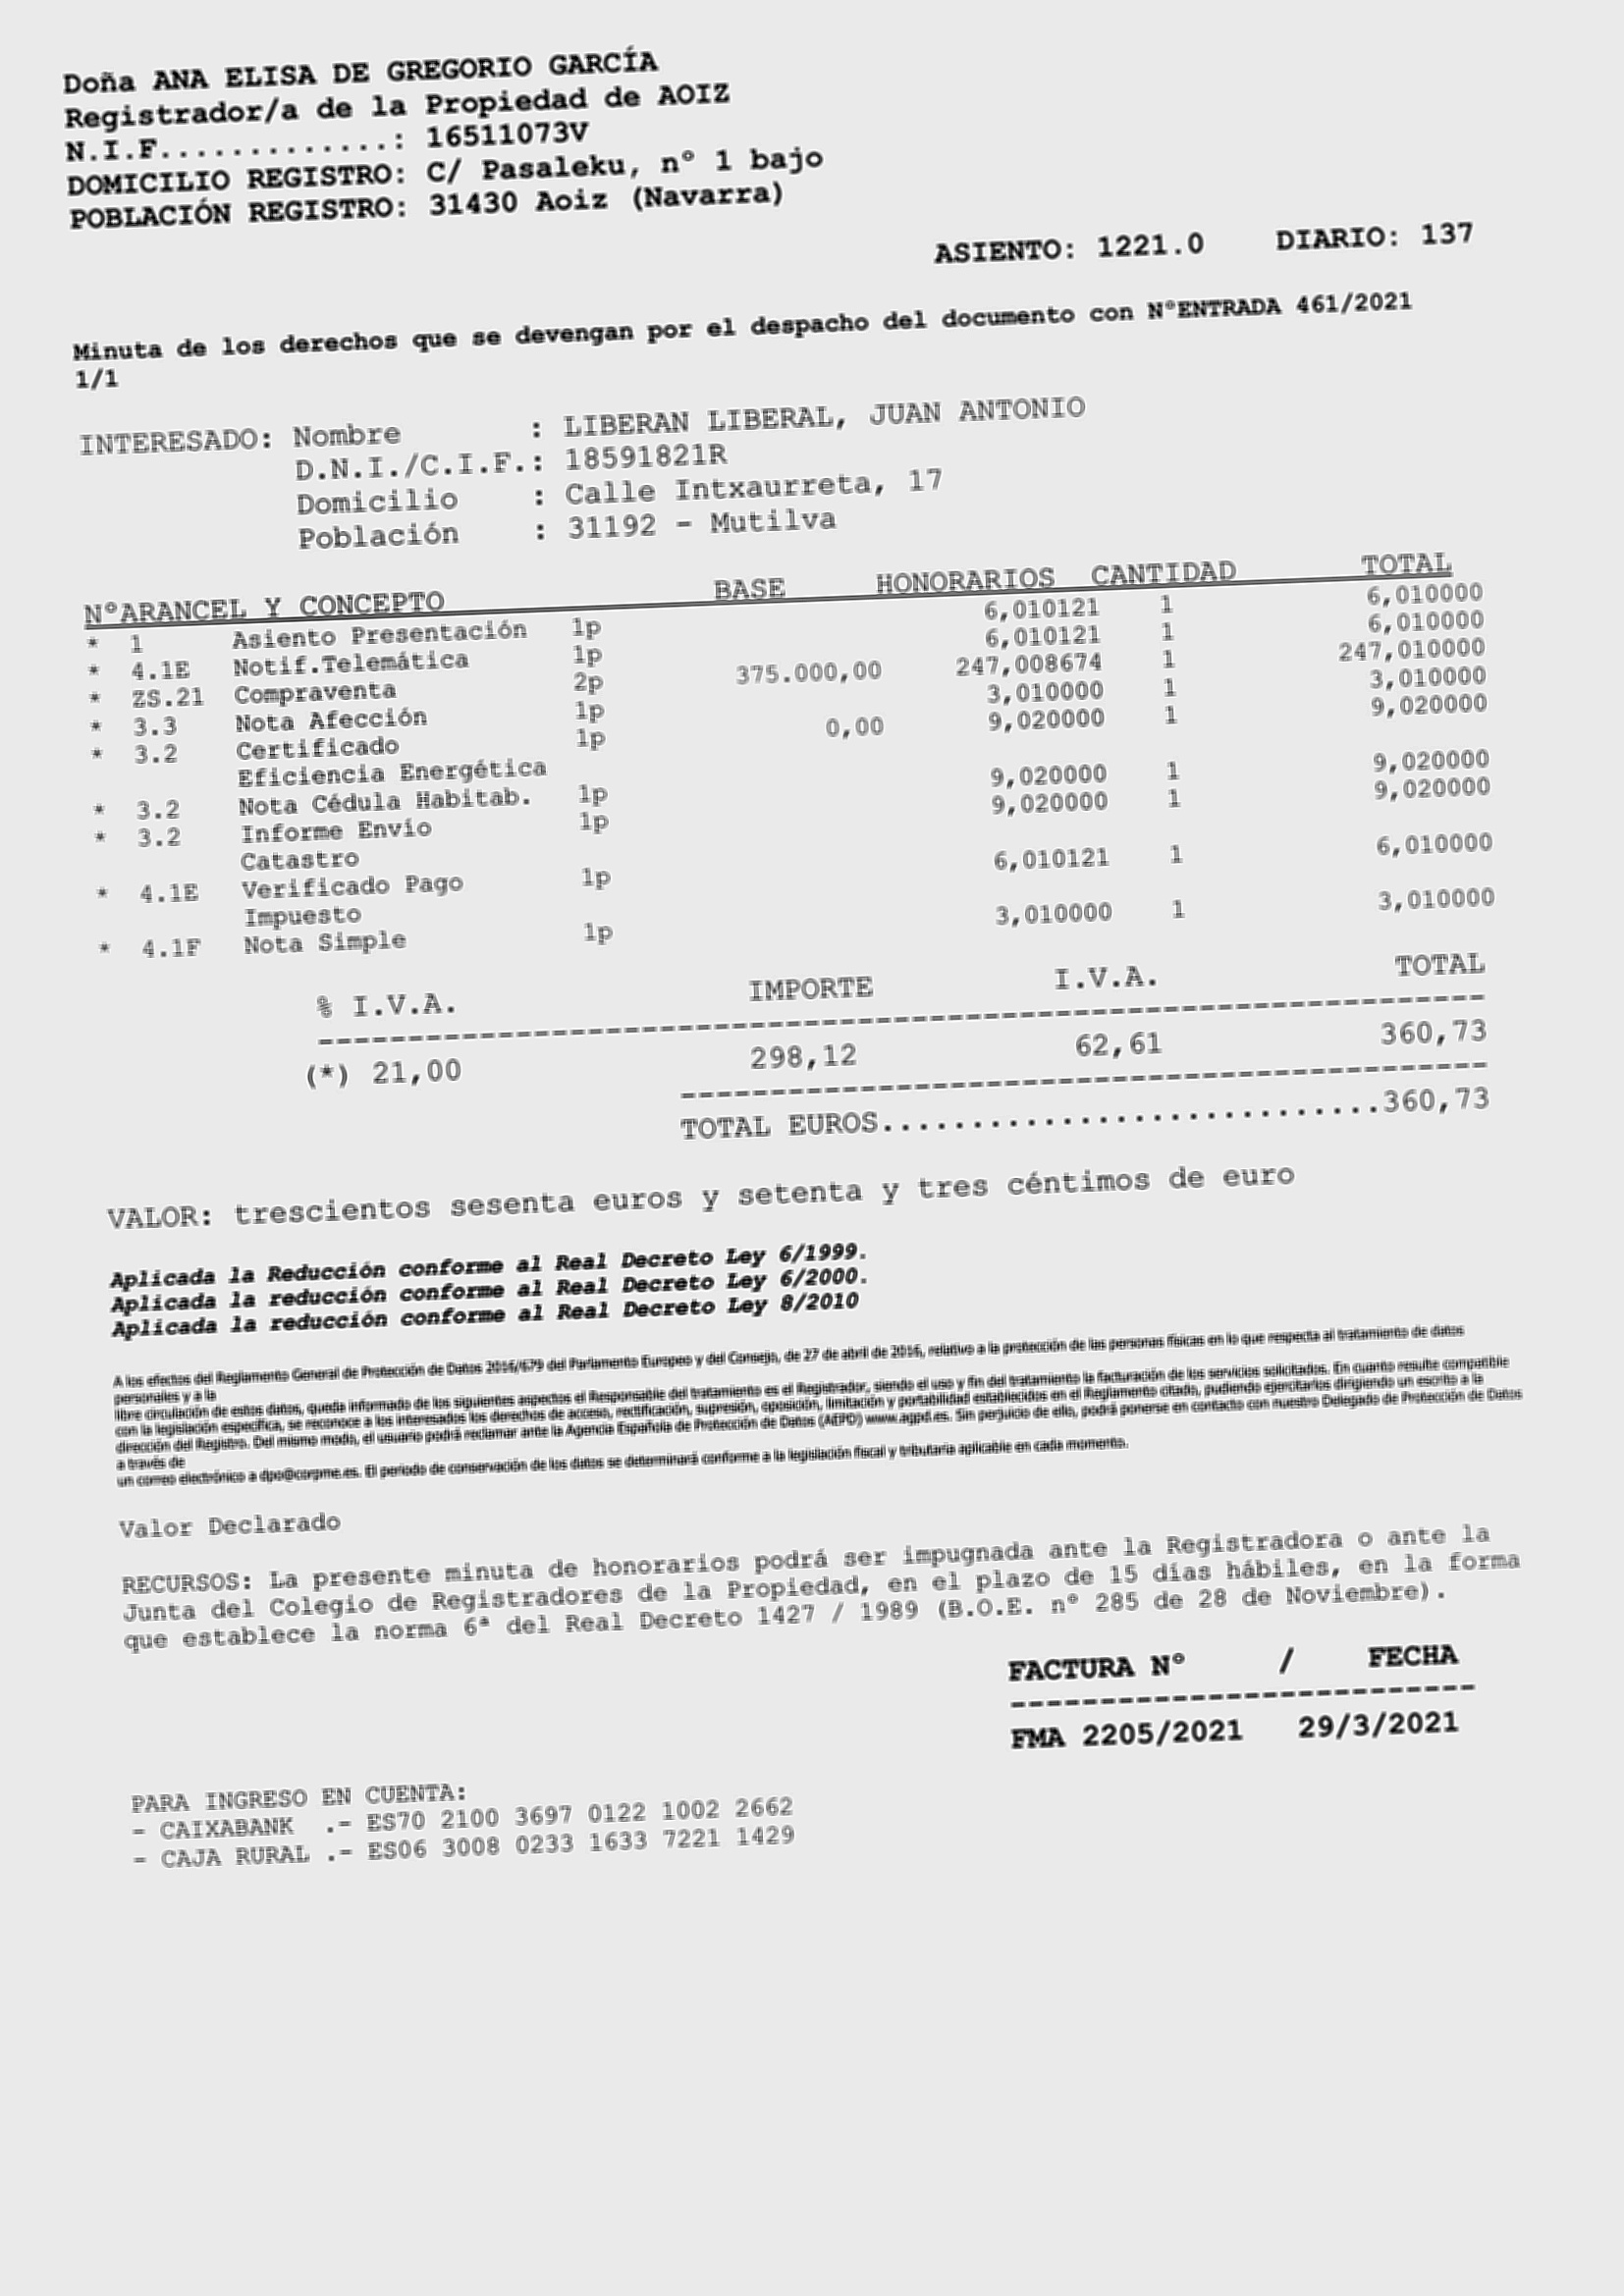 Doña ANA ELISA DE GREGORIO GARCÍA
Registrador/a de la Propiedad de AOIZ
N.I.F.............: 16511073V
DOMICILIO REGISTRO: C/ Pasaleku, nº 1 bajo
POBLACIÓN REGISTRO: 31430 Aoiz (Navarra)
ASIENTO: 1221.0 DIARIO: 137
Minuta de los derechos que se devengan por el despacho del documento con NºENTRADA 461/2021
1/1
INTERESADO: Nombre : LIBERAN LIBERAL, JUAN ANTONIO
D.N.I./C.I.F.: 18591821R
Domicilio : Calle Intxaurreta, 17
Población : 31192 - Mutilva
NºARANCEL Y CONCEPTO BASE HONORARIOS CANTIDAD TOTAL
* 1 Asiento Presentación 1p 6,010121 1 6,010000
* 4.1E Notif.Telemática 1p 6,010121 1 6,010000
* ZS.21 Compraventa 2p 375.000,00 247,008674 1 247,010000
* 3.3 Nota Afección 1p 3,010000 1 3,010000
* 3.2 Certificado 1p 0,00 9,020000 1 9,020000
Eficiencia Energética
* 3.2 Nota Cédula Habitab. 1p 9,020000 1 9,020000
* 3.2 Informe Envío 1p 9,020000 1 9,020000
Catastro
* 4.1E Verificado Pago 1p 6,010121 1 6,010000
Impuesto
* 4.1F Nota Simple 1p 3,010000 1 3,010000
% I.V.A. IMPORTE I.V.A. TOTAL
(*) 21,00 298,12 62,61 360,73
TOTAL EUROS............................360,73
VALOR: trescientos sesenta euros y setenta y tres céntimos de euro
Aplicada la Reducción conforme al Real Decreto Ley 6/1999.
Aplicada la reducción conforme al Real Decreto Ley 6/2000.
Aplicada la reducción conforme al Real Decreto Ley 8/2010
A los efectos del Reglamento General de Protección de Datos 2016/679 del Parlamento Europeo y del Consejo, de 27 de abril de 2016, relativo a la protección de las personas físicas en lo que respecta al tratamiento de datos
personales y a la
libre circulación de estos datos, queda informado de los siguientes aspectos el Responsable del tratamiento es el Registrador, siendo el uso y fin del tratamiento la facturación de los servicios solicitados. En cuanto resulte compatible
con la legislación específica, se reconoce a los interesados los derechos de acceso, rectificación, supresión, oposición, limitación y portabilidad establecidos en el Reglamento citado, pudiendo ejercitarlos dirigiendo un escrito a la
dirección del Registro. Del mismo modo, el usuario podrá reclamar ante la Agencia Española de Protección de Datos (AEPD) www.agpd.es. Sin perjuicio de ello, podrá ponerse en contacto con nuestro Delegado de Protección de Datos
a través de
un correo electrónico a dpo@corpme.es. El periodo de conservación de los datos se determinará conforme a la legislación fiscal y tributaria aplicable en cada momento.
Valor Declarado
RECURSOS: La presente minuta de honorarios podrá ser impugnada ante la Registradora o ante la
Junta del Colegio de Registradores de la Propiedad, en el plazo de 15 días hábiles, en la forma
que establece la norma 6ª del Real Decreto 1427 / 1989 (B.O.E. nº 285 de 28 de Noviembre).
FACTURA Nº / FECHA
FMA 2205/2021 29/3/2021
PARA INGRESO EN CUENTA:
- CAIXABANK .- ES70 2100 3697 0122 1002 2662
- CAJA RURAL .- ES06 3008 0233 1633 7221 1429